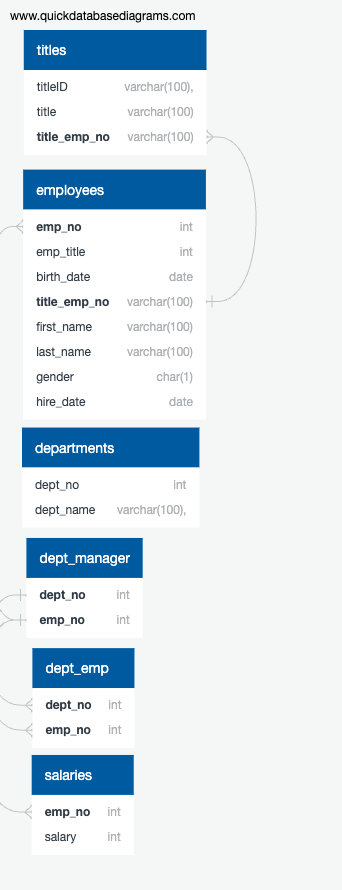 www.quickdatabasediagrams.com
titles
titleID varchar(100),
title varchar(100)
title_emp_no varchar(100)
employees
emp_no int
emp_title int
birth_date date
title_emp_no varchar(100)
first_name varchar(100)
last_name varchar(100)
gender char(1)
hire_date date
departments
dept_no int
dept_name varchar(100),
dept_manager
dept_no int
emp_no int
dept_emp
dept_no int
emp_no int
salaries
emp_no int
salary int